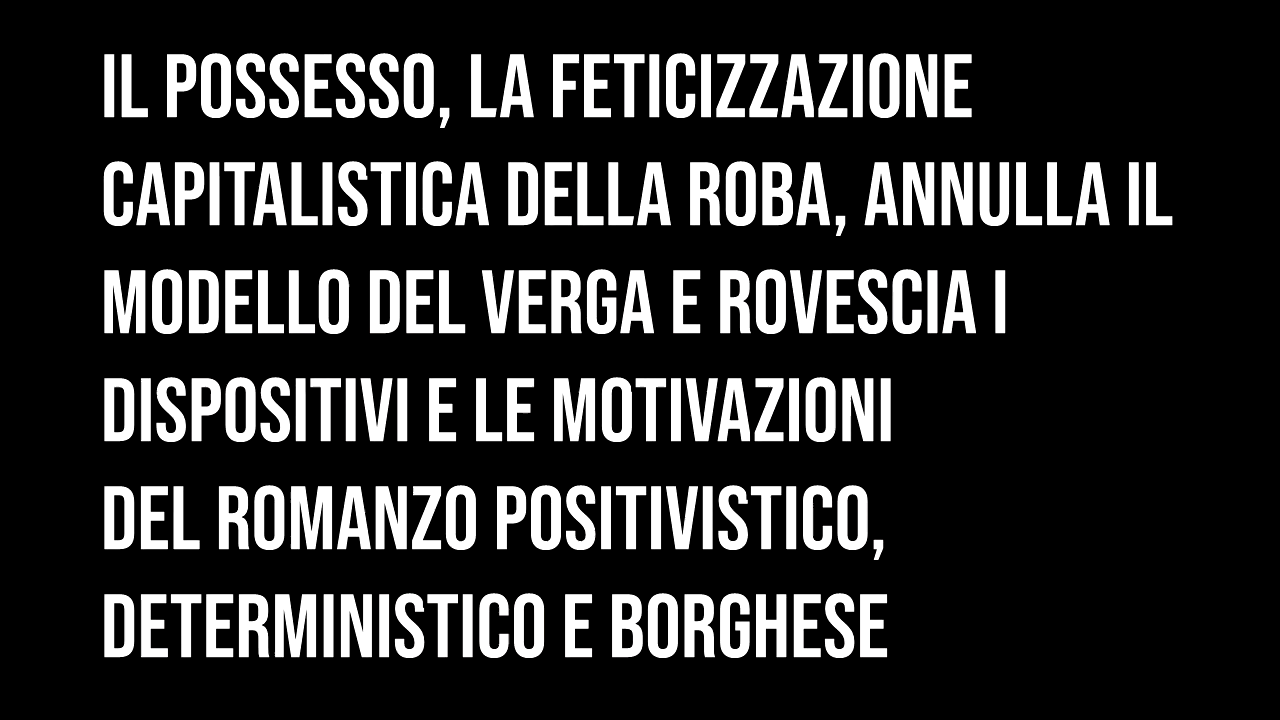 IL POSSESSO, LA FETICIZZAZIONE
CAPITALISTICA DELLA ROBA, ANNULLA IL
MODELLO DEL VERGA E ROVESCIA I
DISPOSITIVI E LE MOTIVAZIONI
DEL ROMANZO POSITIVISTICO,
DETERMINISTICO E BORGHESE